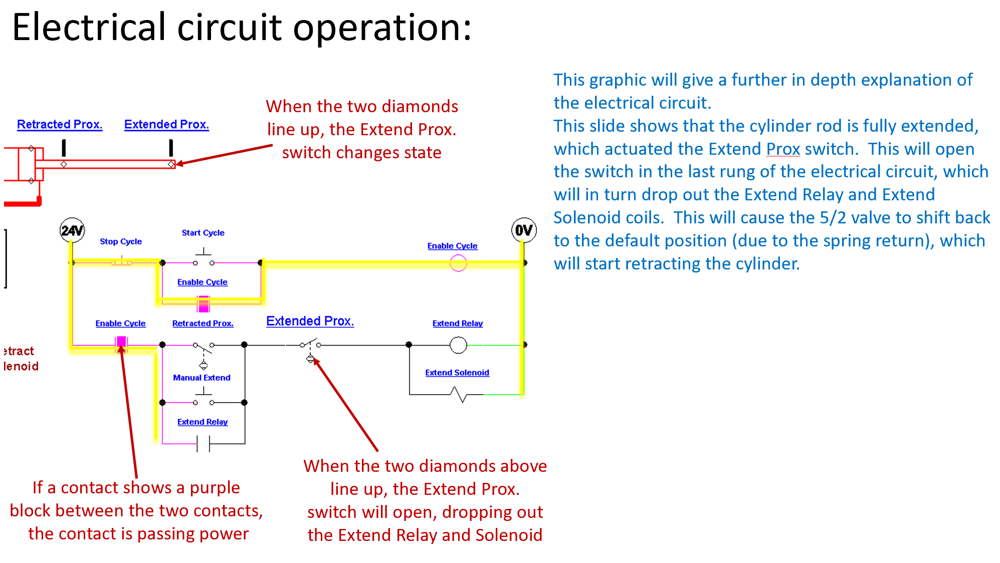 Electrical circuit operation:
This graphic will give a further in depth explanation of
the electrical circuit.
This slide shows that the cylinder rod is fully extended,
which actuated the Extend Prox switch.  This will open
the switch in the last rung of the electrical circuit, which
will in turn drop out the Extend Relay and Extend
Solenoid coils.  This will cause the 5/2 valve to shift back
to the default position (due to the spring return), which
will start retracting the cylinder.
When the two diamonds
line up, the Extend Prox.
switch changes state
Retracted Prox.
Extended Prox.
24V
Stop Cycle
Start Cycle
Enable Cycle
0V
Enable Cycle
Enable Cycle
Retracted Prox.
Extended Prox.
Extend Relay
etract
lenoid
Manual Extend
Extend Solenoid
Extend Relay
If a contact shows a purple
block between the two contacts,
the contact is passing power
When the two diamonds above
line up, the Extend Prox.
switch will open, dropping out
the Extend Relay and Solenoid